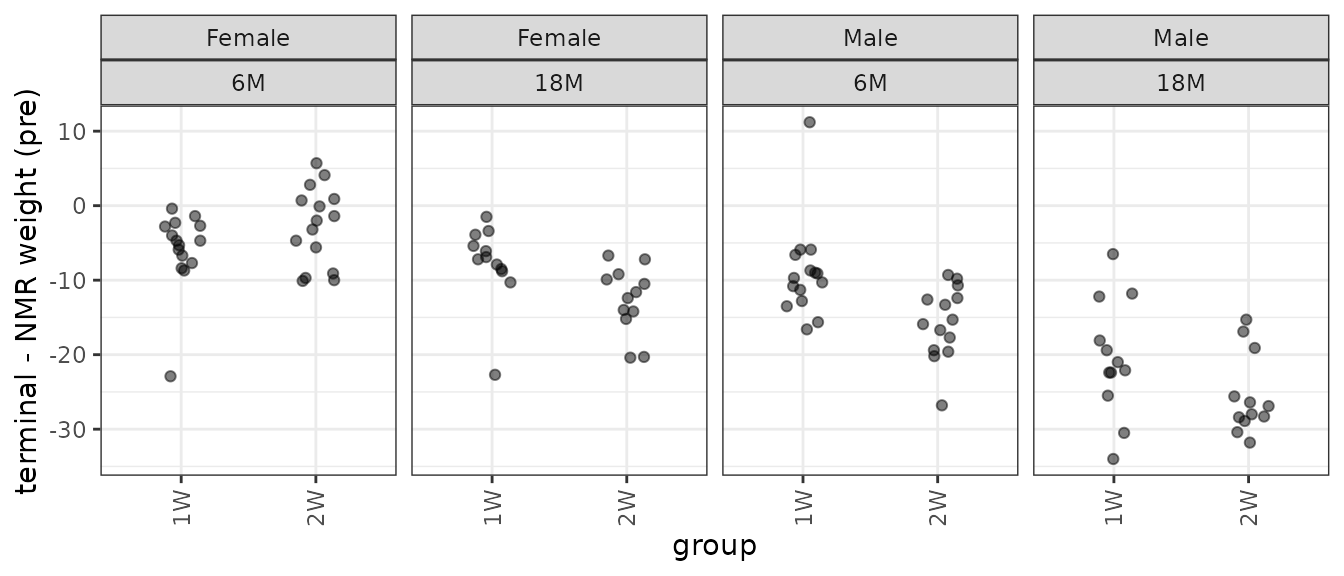 Female Female Male Male
6M 18M 6M 18M
terminal - NMR weight (pre)
10
0
-10
-20
-30
1W 2W 1W 2W 1W 2W 1W 2W
group